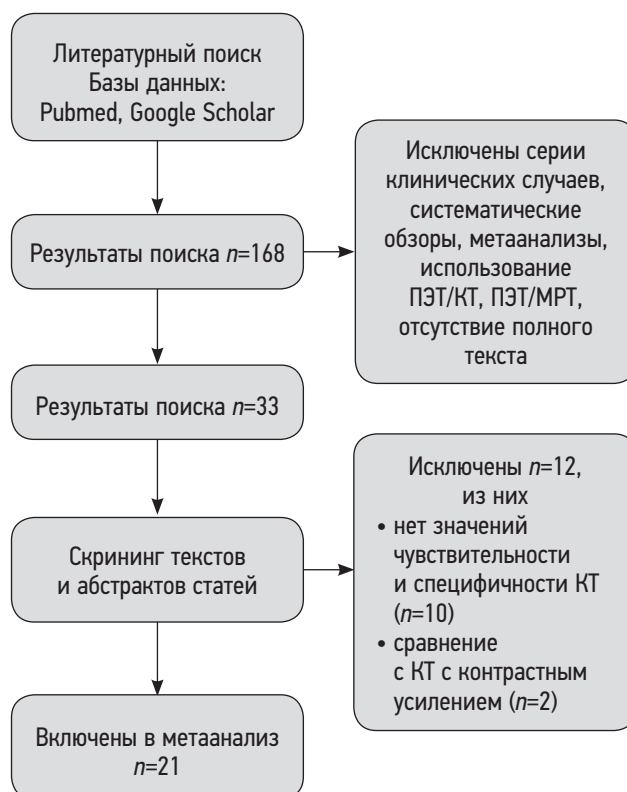 Литературный поиск
Базы данных:
Pubmed, Google Scholar
Результаты поиска n=168
Исключены серии
клинических случаев,
систематические
обзоры, метаанализы,
использование
ПЭТ/КТ, ПЭТ/МРТ,
отсутствие полного
текста
Результаты поиска n=33
Скрининг текстов
и абстрактов статей
Исключены n=12,
из них
• нет значений
чувствительности
и специфичности КТ
(n=10)
• сравнение
с КТ с контрастным
усилением (n=2)
Включены в метаанализ
n=21